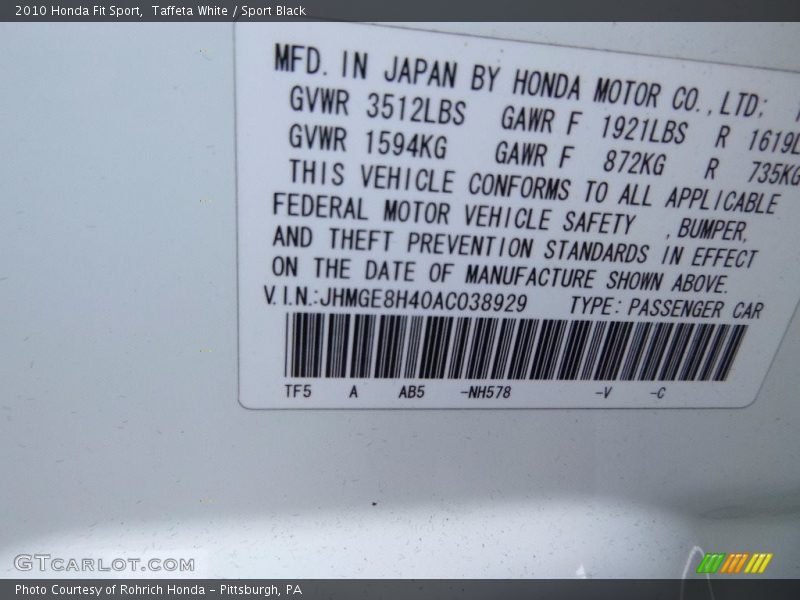 2010 Honda Fit Sport,  Taffeta White / Sport Black
MFD. IN JAPAN BY HONDA MOTOR CO.,LTD;
GVWR 3512LBS GAWR F 1921LBS R 1619L
GVWR 1594KG GAWR F 872KG R 735KG
THIS VEHICLE CONFORMS TO ALL APPLICABLE
FEDERAL MOTOR VEHICLE SAFETY ,BUMPER,
AND THEFT PREVENTION STANDARDS IN EFFECT
ON THE DATE OF MANUFACTURE SHOWN ABOVE.
V.I.N.:JHMGE8H40AC038929 TYPE: PASSENGER CAR
TF5 A AB5 -NH578 -V -C
GTCARLOT.COM
Photo Courtesy of Rohrich Honda - Pittsburgh, PA